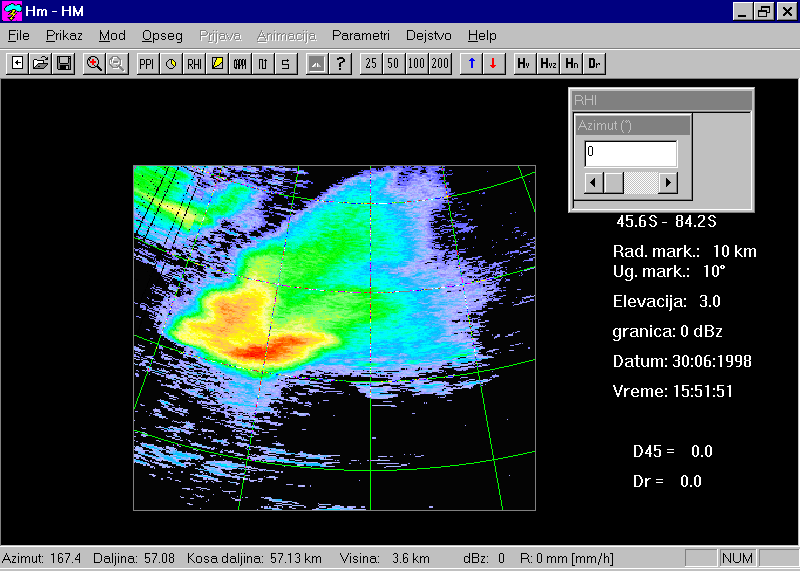 Hm - HM
File Prikaz Mod Opseg Prijava Animacija Parametri Dejstvo Help
PPI RHI QAPPI ? 25 50 100 200 Hv Hvz Hn Dr
RHI
Azimut (°)
0
45.6S - 84.2S
Rad. mark.: 10 km
Ug. mark.: 10°
Elevacija: 3.0
granica: 0 dBz
Datum: 30:06:1998
Vreme: 15:51:51
D45 = 0.0
Dr = 0.0
Azimut: 167.4 Daljina: 57.08 Kosa daljina: 57.13 km Visina: 3.6 km dBz: 0 R: 0 mm [mm/h] NUM